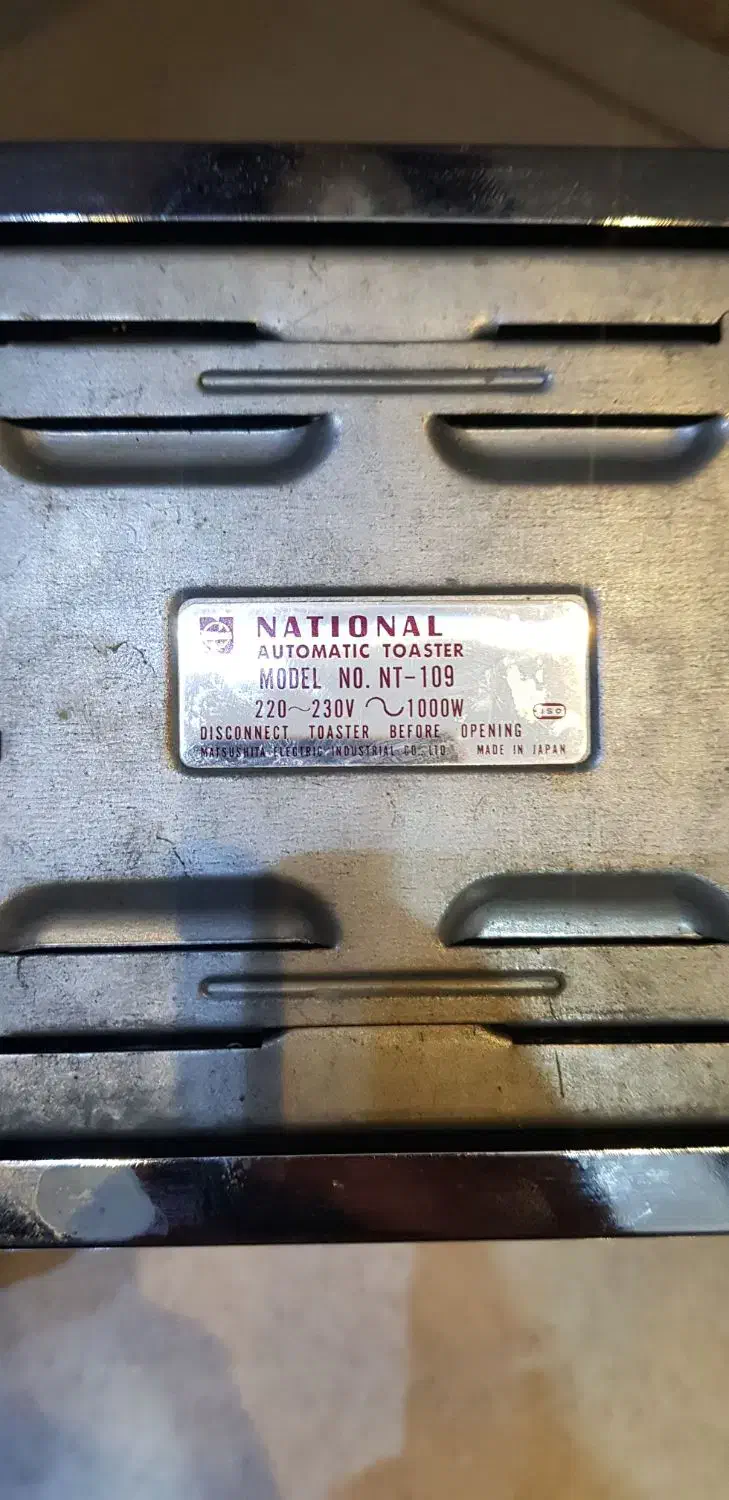 NATIONAL
AUTOMATIC TOASTER
MODEL NO. NT-109
220~230V ~1000W
DISCONNECT TOASTER BEFORE OPENING
MATSUSHITA ELECTRIC INDUSTRIAL CO., LTD. MADE IN JAPAN